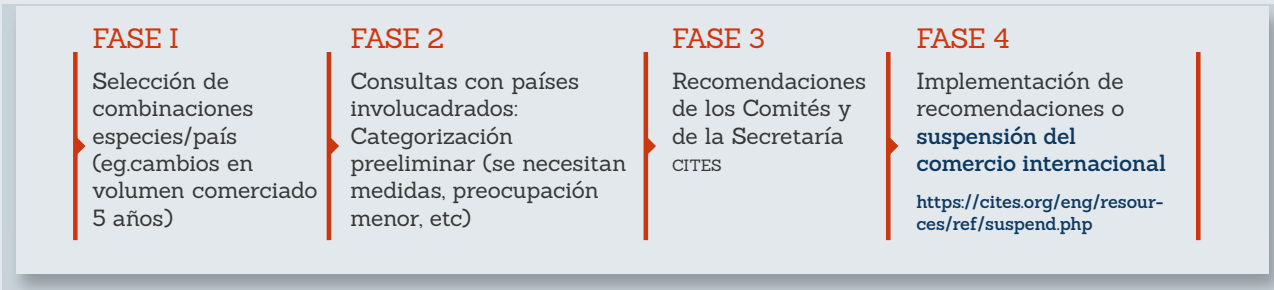 FASE I
Selección de
combinaciones
especies/país
(eg.cambios en
volumen comerciado
5 años)
FASE 2
Consultas con países
involucadrados:
Categorización
preeliminar (se necesitan
medidas, preocupación
menor, etc)
FASE 3
Recomendaciones
de los Comités y
de la Secretaría
CITES
FASE 4
Implementación de
recomendaciones o
suspensión del
comercio internacional
https://cites.org/eng/resour-
ces/ref/suspend.php